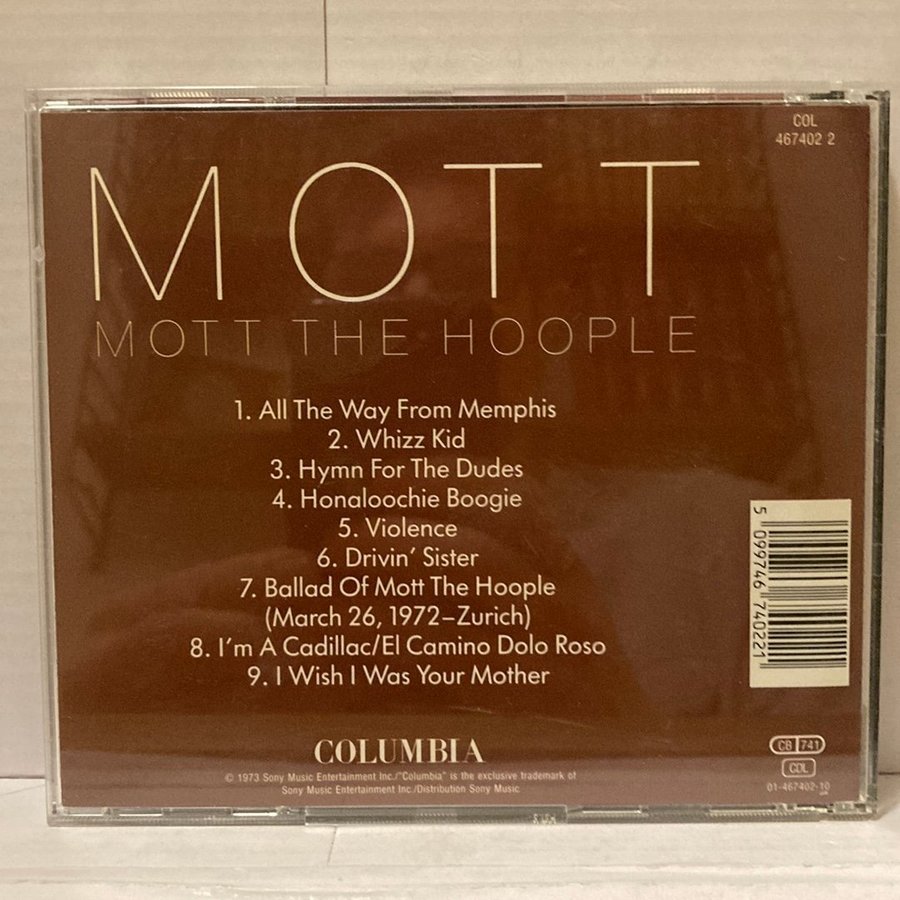 COL
467402 2
MOTT
MOTT THE HOOPLE
1. All The Way From Memphis
2. Whizz Kid
3. Hymn For The Dudes
4. Honaloochie Boogie
5. Violence
6. Drivin' Sister
7. Ballad Of Mott The Hoople
(March 26, 1972–Zurich)
8. I'm A Cadillac/El Camino Dolo Roso
9. I Wish I Was Your Mother
5 099746 740221
COLUMBIA
© 1973 Sony Music Entertainment Inc./"Columbia" is the exclusive trademark of
Sony Music Entertainment Inc./Distribution Sony Music
CB 741
CDL
01-467402-10